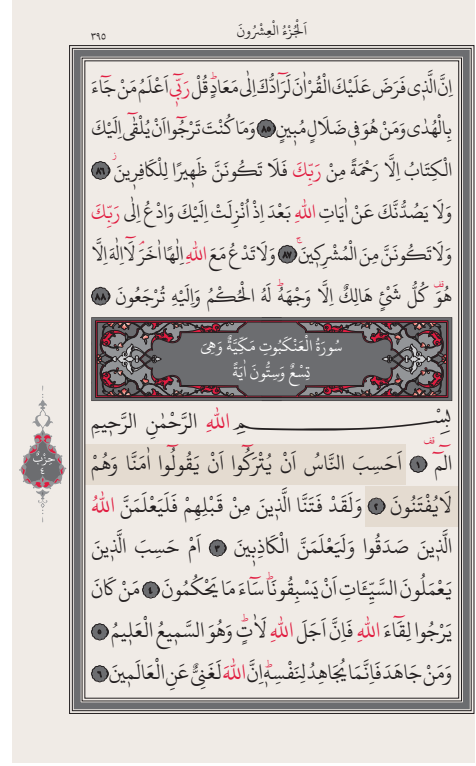 اَلْجُزْءُ الْعِشْرُونَ
٣٩٥
اِنَّ الَّذ۪ى فَرَضَ عَلَيْكَ الْقُرْاٰنَ لَرَٓادُّكَ اِلٰى مَعَادٍۜ قُلْ رَبّ۪ٓى اَعْلَمُ مَنْ جَٓاءَ
بِالْهُدٰى وَمَنْ هُوَ ف۪ى ضَلَالٍ مُب۪ينٍ ﴿٨٥﴾ وَمَا كُنْتَ تَرْجُٓوا اَنْ يُلْقٰٓى اِلَيْكَ
الْكِتَابُ اِلَّا رَحْمَةً مِنْ رَبِّكَ فَلَا تَكُونَنَّ ظَه۪يرًا لِلْكَافِر۪ينَۘ ﴿٨٦﴾
وَلَا يَصُدُّنَّكَ عَنْ اٰيَاتِ اللّٰهِ بَعْدَ اِذْ اُنْزِلَتْ اِلَيْكَ وَادْعُ اِلٰى رَبِّكَ
وَلَا تَكُونَنَّ مِنَ الْمُشْرِك۪ينَۚ ﴿٨٧﴾ وَلَا تَدْعُ مَعَ اللّٰهِ اِلٰهًا اٰخَرَۢ لَٓا اِلٰهَ اِلَّا
هُوَ۠ كُلُّ شَىْءٍ هَالِكٌ اِلَّا وَجْهَهُۜ لَهُ الْحُكْمُ وَاِلَيْهِ تُرْجَعُونَ ﴿٨٨﴾
سُورَةُ الْعَنْكَبُوتِ مَكِّيَّةٌ وَهِىَ
تِسْعٌ وَسِتُّونَ اٰيَةً
بِسْمِ اللّٰهِ الرَّحْمٰنِ الرَّح۪يمِ
الٓمٓ ﴿١﴾ اَحَسِبَ النَّاسُ اَنْ يُتْرَكُٓوا اَنْ يَقُولُٓوا اٰمَنَّا وَهُمْ
لَا يُفْتَنُونَ ﴿٢﴾ وَلَقَدْ فَتَنَّا الَّذ۪ينَ مِنْ قَبْلِهِمْ فَلَيَعْلَمَنَّ اللّٰهُ
الَّذ۪ينَ صَدَقُوا وَلَيَعْلَمَنَّ الْكَاذِب۪ينَ ﴿٣﴾ اَمْ حَسِبَ الَّذ۪ينَ
يَعْمَلُونَ السَّيِّـَٔاتِ اَنْ يَسْبِقُونَاۜ سَٓاءَ مَا يَحْكُمُونَ ﴿٤﴾ مَنْ كَانَ
يَرْجُوا لِقَٓاءَ اللّٰهِ فَاِنَّ اَجَلَ اللّٰهِ لَاٰتٍۜ وَهُوَ السَّم۪يعُ الْعَل۪يمُ ﴿٥﴾
وَمَنْ جَاهَدَ فَاِنَّمَا يُجَاهِدُ لِنَفْسِه۪ۜ اِنَّ اللّٰهَ لَغَنِىٌّ عَنِ الْعَالَم۪ينَ ﴿٦﴾
حِزْبُ
٤